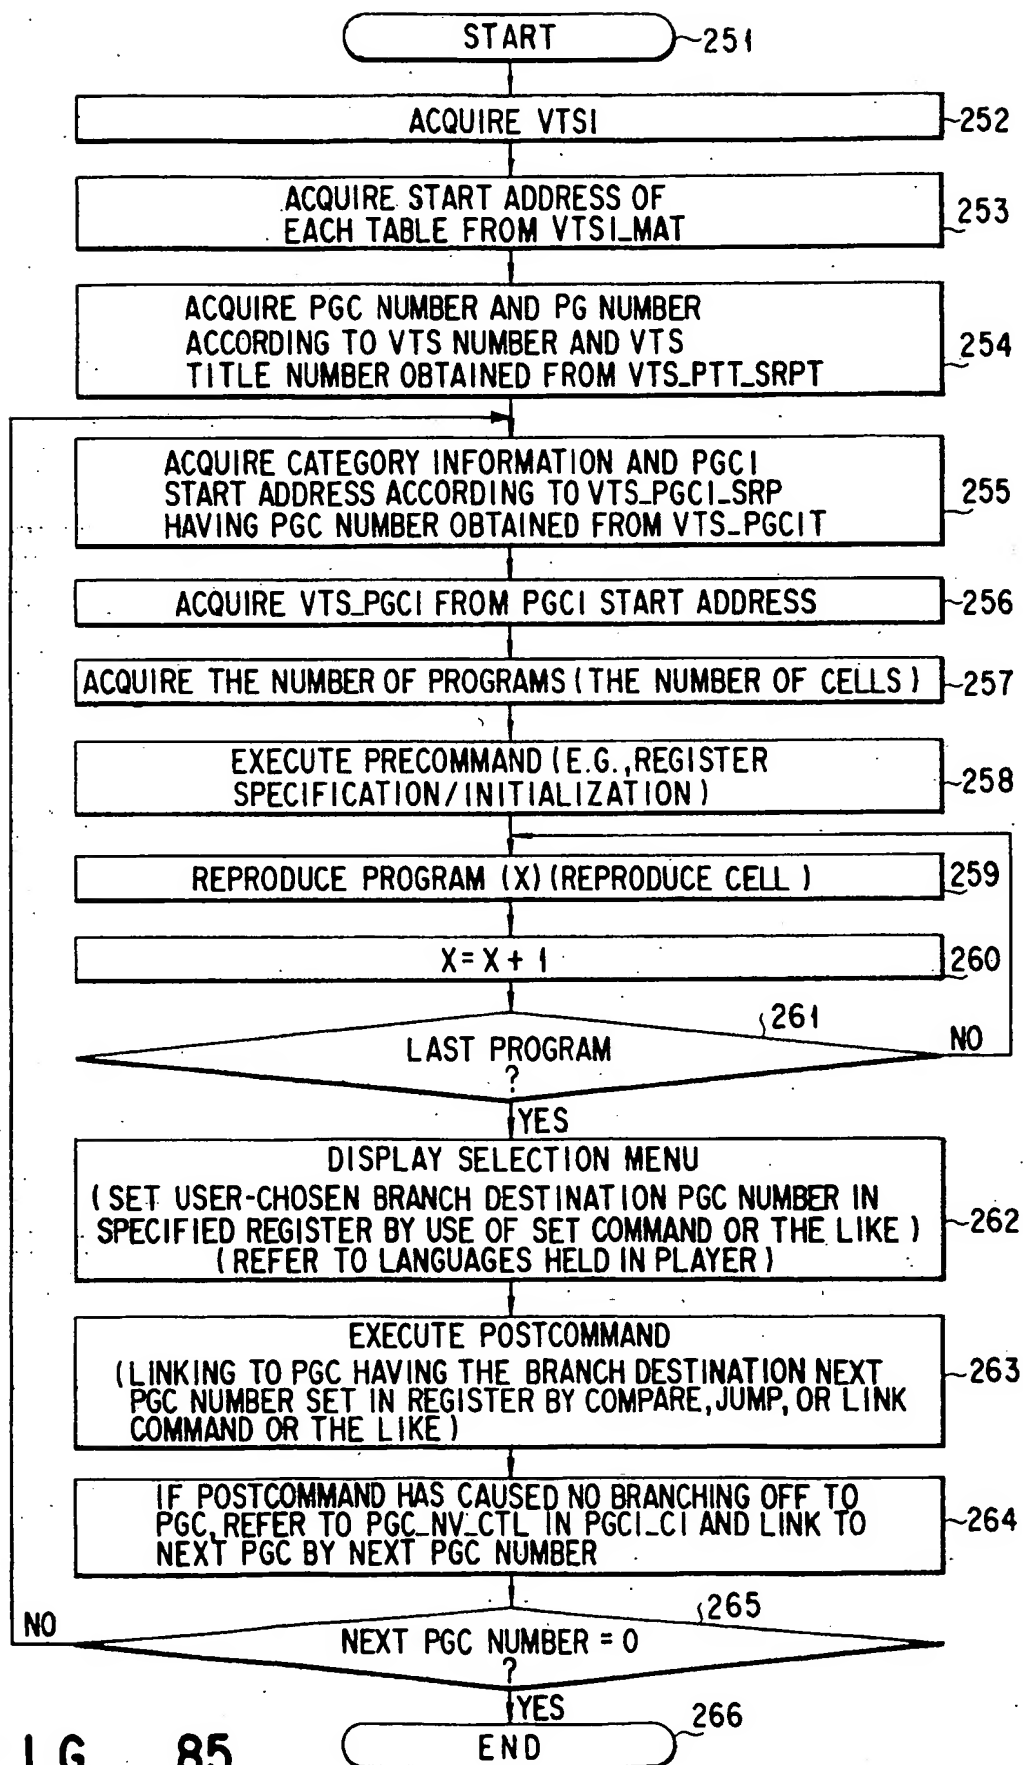 START
251
ACQUIRE VTSI
252
ACQUIRE START ADDRESS OF
EACH TABLE FROM VTSI_MAT
253
ACQUIRE PGC NUMBER AND PG NUMBER
ACCORDING TO VTS NUMBER AND VTS
TITLE NUMBER OBTAINED FROM VTS_PTT_SRPT
254
ACQUIRE CATEGORY INFORMATION AND PGCI
START ADDRESS ACCORDING TO VTS_PGCI_SRP
HAVING PGC NUMBER OBTAINED FROM VTS_PGCIT
255
ACQUIRE VTS_PGCI FROM PGCI START ADDRESS
256
ACQUIRE THE NUMBER OF PROGRAMS (THE NUMBER OF CELLS)
257
EXECUTE PRECOMMAND (E.G., REGISTER
SPECIFICATION/INITIALIZATION)
258
REPRODUCE PROGRAM (X) (REPRODUCE CELL)
259
X=X+1
260
261
LAST PROGRAM
?
NO
YES
DISPLAY SELECTION MENU
(SET USER-CHOSEN BRANCH DESTINATION PGC NUMBER IN
SPECIFIED REGISTER BY USE OF SET COMMAND OR THE LIKE)
(REFER TO LANGUAGES HELD IN PLAYER)
262
EXECUTE POSTCOMMAND
(LINKING TO PGC HAVING THE BRANCH DESTINATION NEXT
PGC NUMBER SET IN REGISTER BY COMPARE, JUMP, OR LINK
COMMAND OR THE LIKE)
263
IF POSTCOMMAND HAS CAUSED NO BRANCHING OFF TO
PGC, REFER TO PGC_NV_CTL IN PGCI_CI AND LINK TO
NEXT PGC BY NEXT PGC NUMBER
264
265
NO
NEXT PGC NUMBER = 0
?
YES
END
266
IG. 85